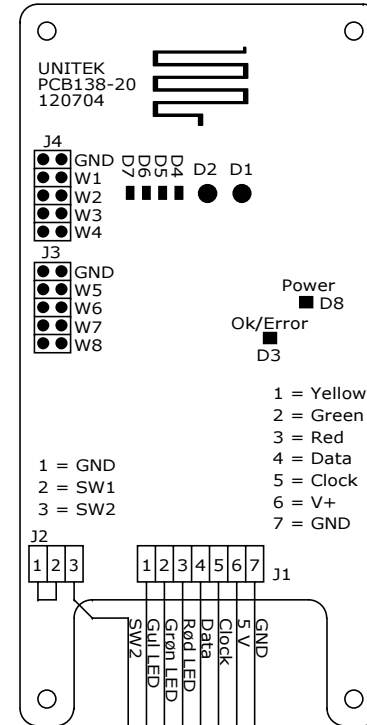 UNITEK
PCB138-20
120704
J4
GND
W1
W2
W3
W4
D7
D6
D5
D4
D2
D1
J3
GND
W5
W6
W7
W8
Power
D8
Ok/Error
D3
1 = Yellow
2 = Green
3 = Red
4 = Data
5 = Clock
6 = V+
7 = GND
1 = GND
2 = SW1
3 = SW2
J2
1 2 3
1 2 3 4 5 6 7
J1
SW2
Gul LED
Grøn LED
Rød LED
Data
Clock
5 V
GND